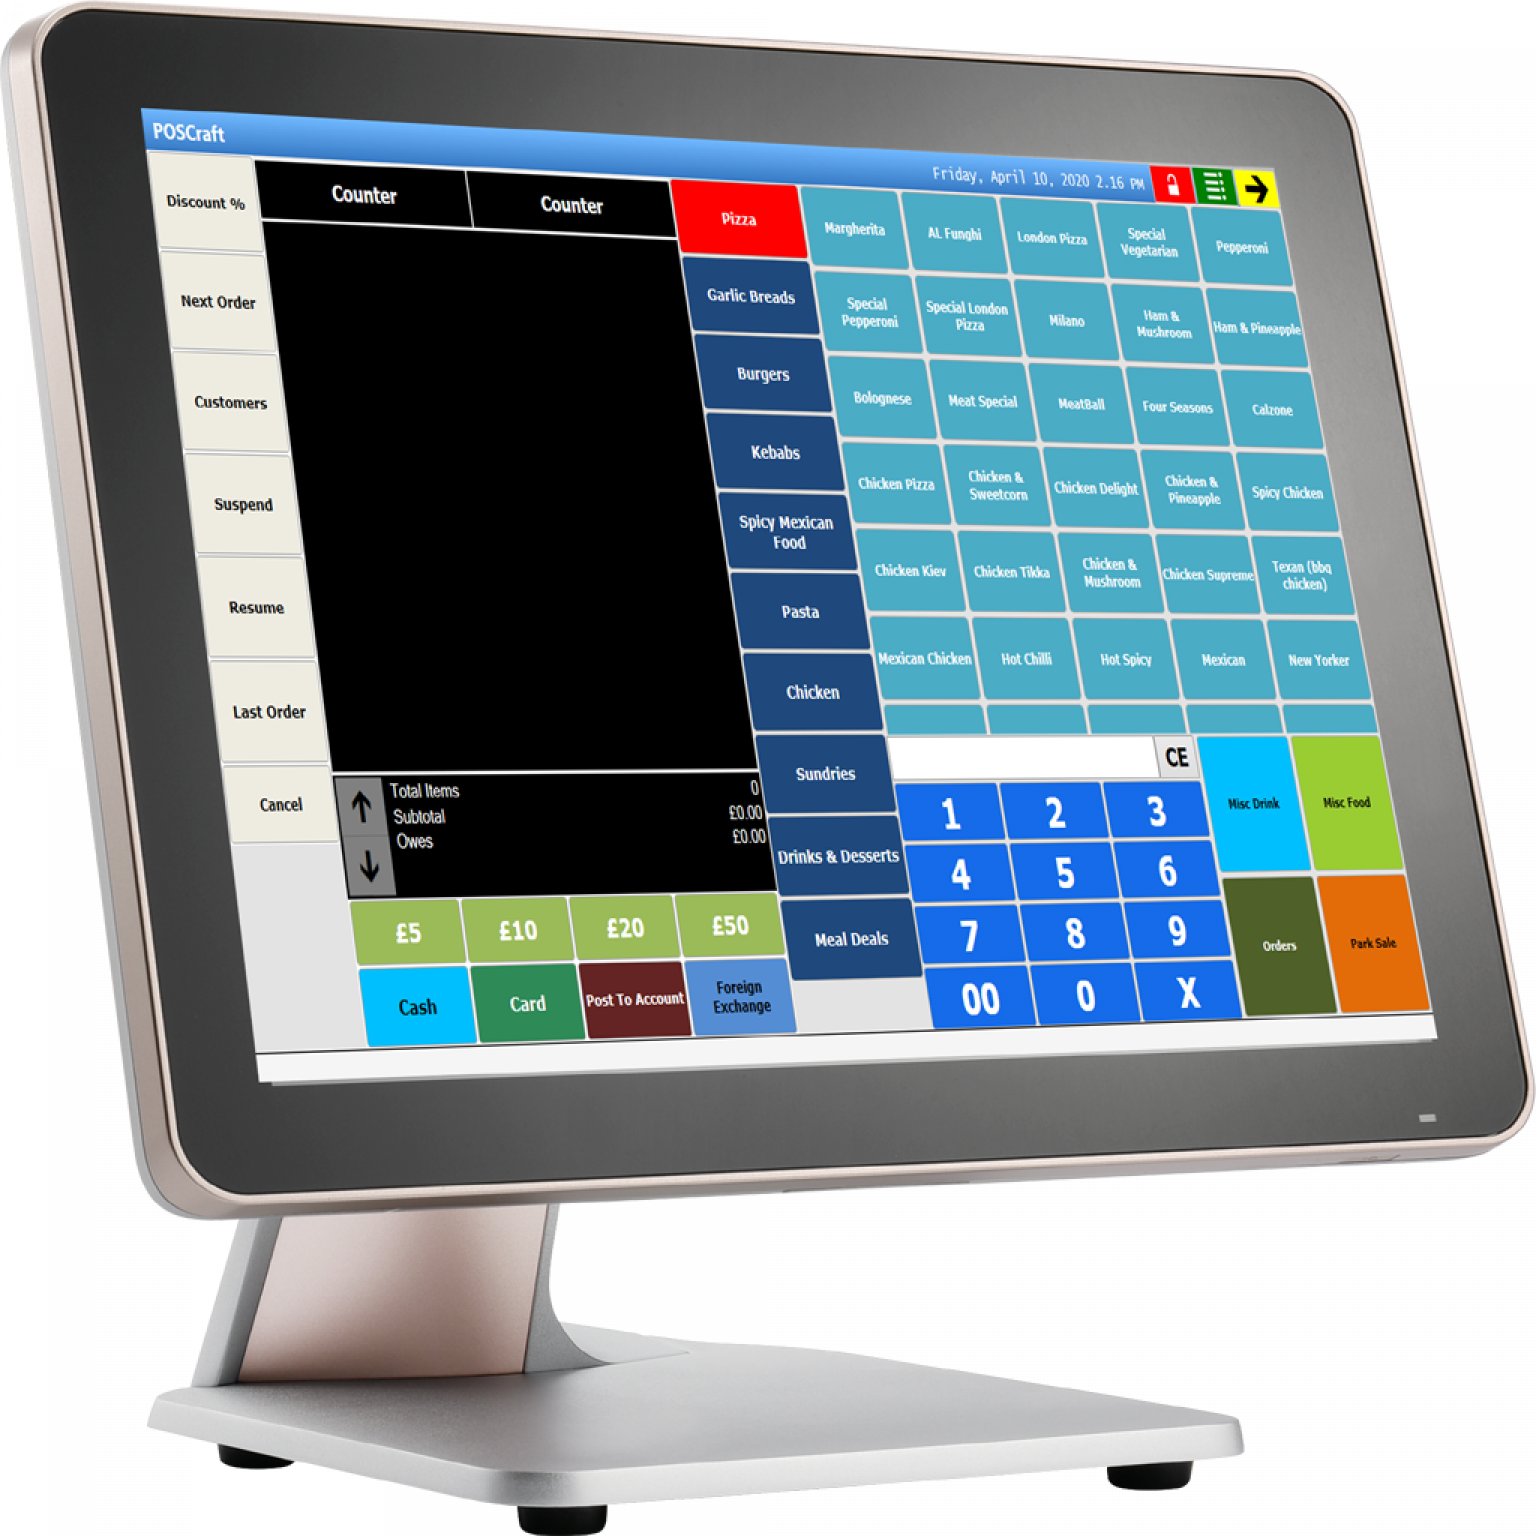 POSCraft
Friday, April 10, 2020 2.16 PM
Discount %
Next Order
Customers
Suspend
Resume
Last Order
Cancel
Counter
Counter
Total Items 0
Subtotal £0.00
Owes £0.00
£5
£10
£20
£50
Cash
Card
Post To Account
Foreign
Exchange
Pizza
Garlic Breads
Burgers
Kebabs
Spicy Mexican
Food
Pasta
Chicken
Sundries
Drinks & Desserts
Meal Deals
Margherita
AL Funghi
London Pizza
Special
Vegetarian
Pepperoni
Special
Pepperoni
Special London
Pizza
Milano
Ham &
Mushroom
Ham & Pineapple
Bolognese
Meat Special
MeatBall
Four Seasons
Calzone
Chicken Pizza
Chicken &
Sweetcorn
Chicken Delight
Chicken &
Pineapple
Spicy Chicken
Chicken Kiev
Chicken Tikka
Chicken &
Mushroom
Chicken Supreme
Texan (bbq
chicken)
Mexican Chicken
Hot Chilli
Hot Spicy
Mexican
New Yorker
CE
1
2
3
4
5
6
7
8
9
00
0
X
Misc Drink
Misc Food
Orders
Park Sale